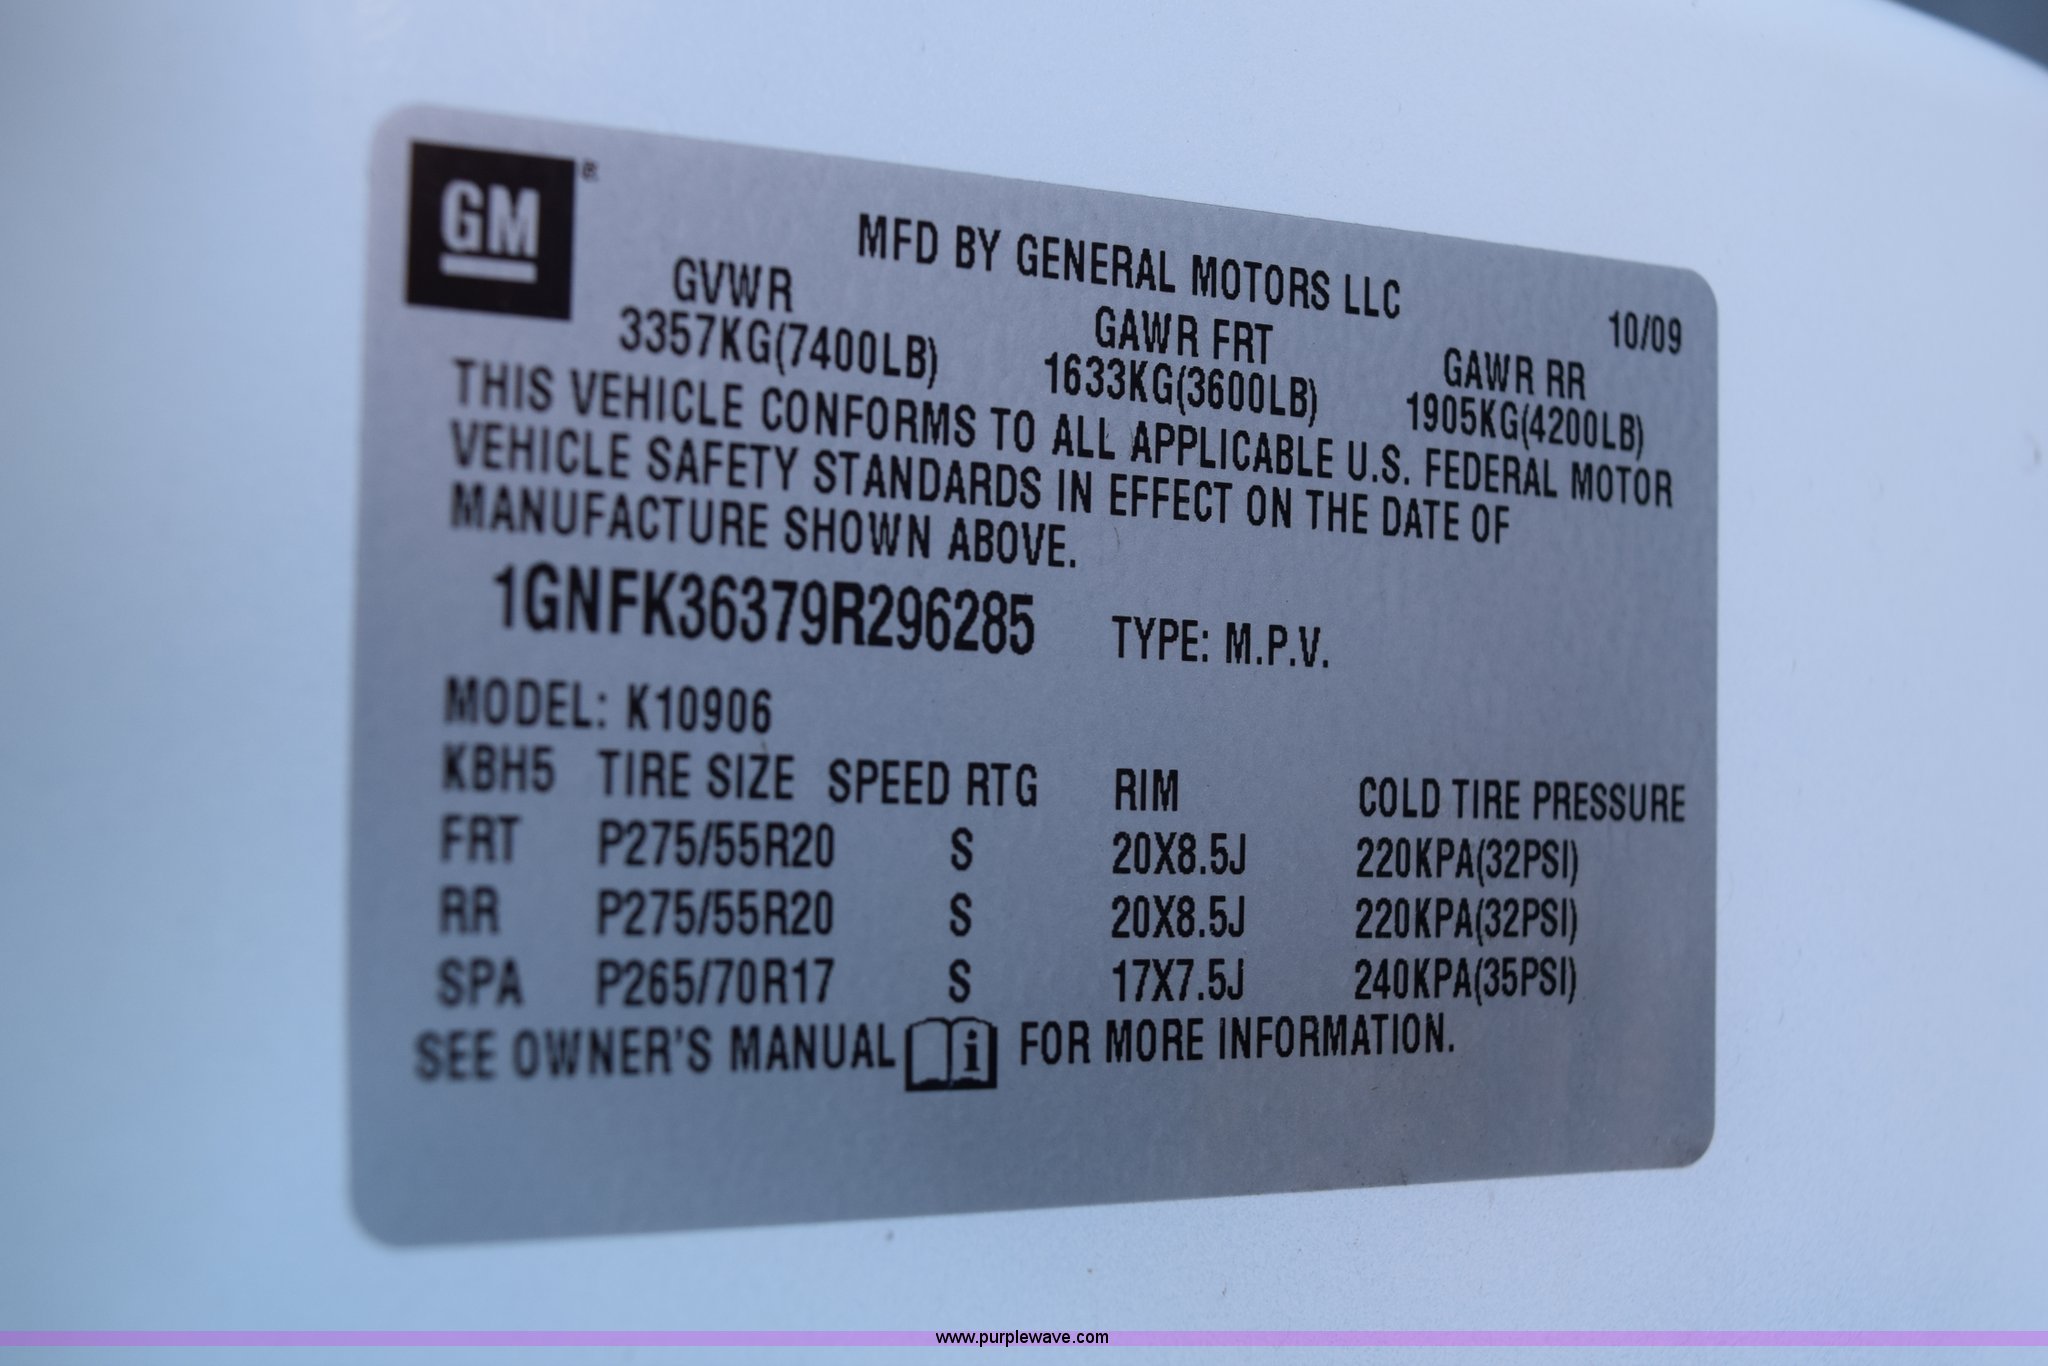 GM
MFD BY GENERAL MOTORS LLC
10/09
GVWR GAWR FRT GAWR RR
3357KG(7400LB) 1633KG(3600LB) 1905KG(4200LB)
THIS VEHICLE CONFORMS TO ALL APPLICABLE U.S. FEDERAL MOTOR
VEHICLE SAFETY STANDARDS IN EFFECT ON THE DATE OF
MANUFACTURE SHOWN ABOVE.
1GNFK36379R296285 TYPE: M.P.V.
MODEL: K10906
KBH5 TIRE SIZE SPEED RTG RIM COLD TIRE PRESSURE
FRT P275/55R20 S 20X8.5J 220KPA(32PSI)
RR P275/55R20 S 20X8.5J 220KPA(32PSI)
SPA P265/70R17 S 17X7.5J 240KPA(35PSI)
SEE OWNER'S MANUAL i FOR MORE INFORMATION.
www.purplewave.com